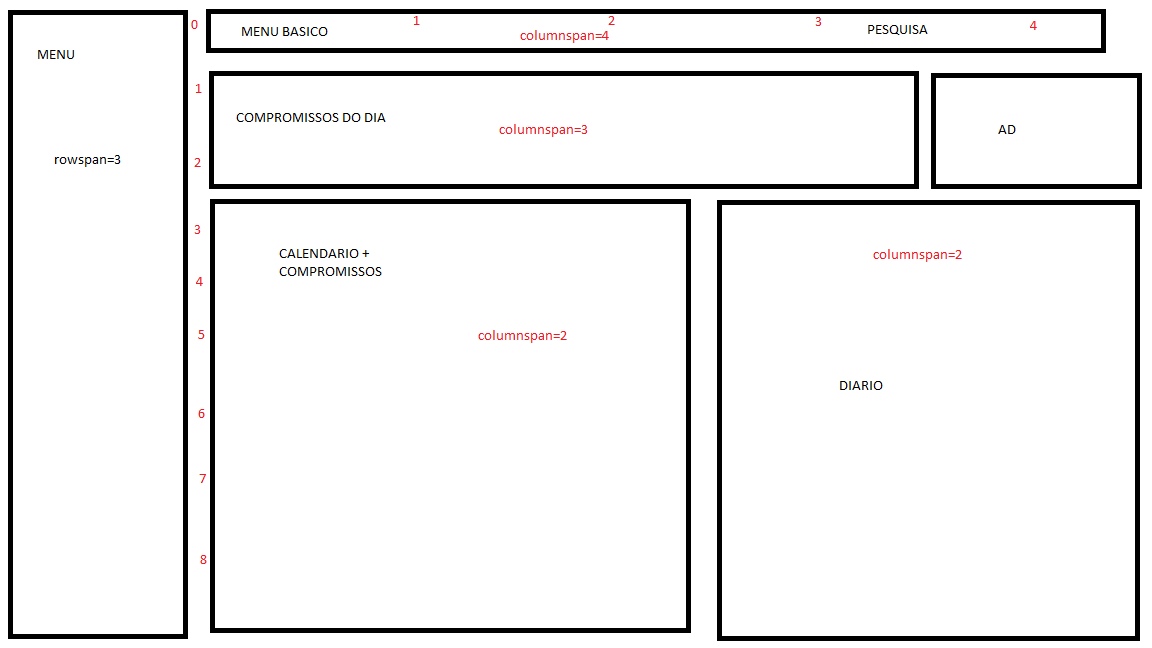 0
1
2
3
4
MENU BASICO
PESQUISA
columnspan=4
MENU
rowspan=3
1
2
COMPROMISSOS DO DIA
columnspan=3
AD
3
4
5
6
7
8
CALENDARIO +
COMPROMISSOS
columnspan=2
columnspan=2
DIARIO